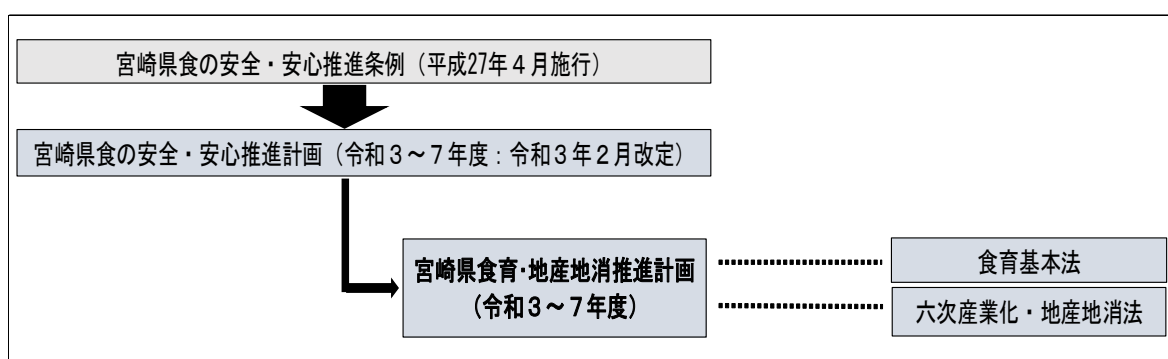 宮崎県食の安全・安心推進条例（平成27年４月施行）
宮崎県食の安全・安心推進計画（令和３～７年度：令和３年２月改定）
宮崎県食育･地産地消推進計画
（令和３～７年度）
食育基本法
六次産業化・地産地消法